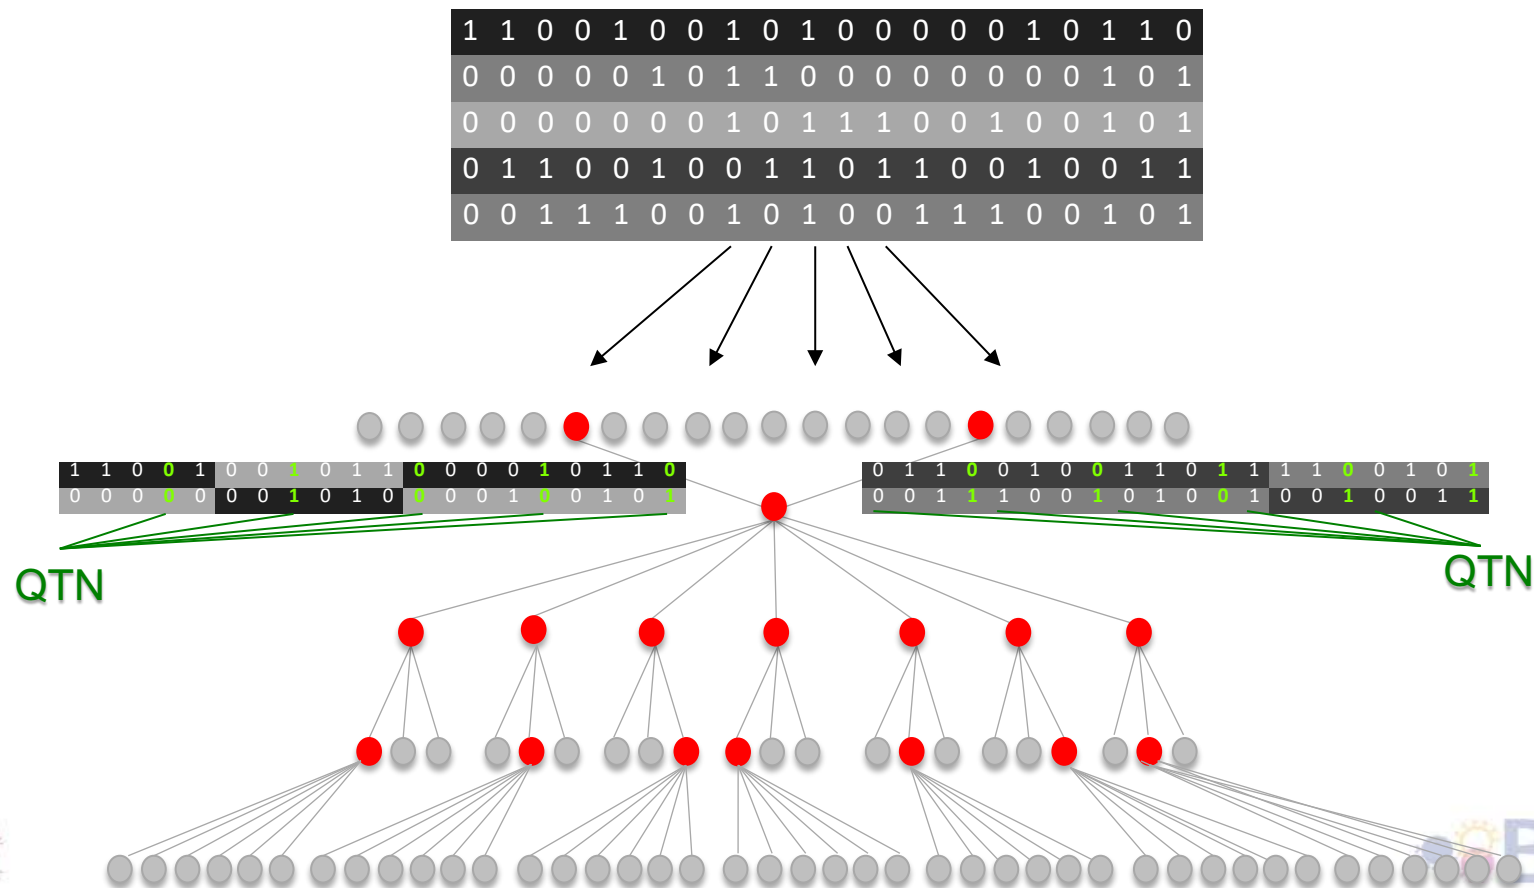 1 1 0 0 1 0 0 1 0 1 0 0 0 0 0 1 0 1 1 0
0 0 0 0 0 1 0 1 1 0 0 0 0 0 0 0 0 1 0 1
0 0 0 0 0 0 0 1 0 1 1 1 0 0 1 0 0 1 0 1
0 1 1 0 0 1 0 0 1 1 0 1 1 0 0 1 0 0 1 1
0 0 1 1 1 0 0 1 0 1 0 0 1 1 1 0 0 1 0 1
1 1 0 0 1 0 0 1 0 1 1 0 0 0 0 1 0 1 1 0
0 0 0 0 0 0 0 1 0 1 0 0 0 0 1 0 0 1 0 1
0 1 1 0 0 1 0 0 1 1 0 1 1 1 1 0 0 1 0 1
0 0 1 1 1 0 0 1 0 1 0 0 1 0 0 1 0 0 1 1
QTN
QTN